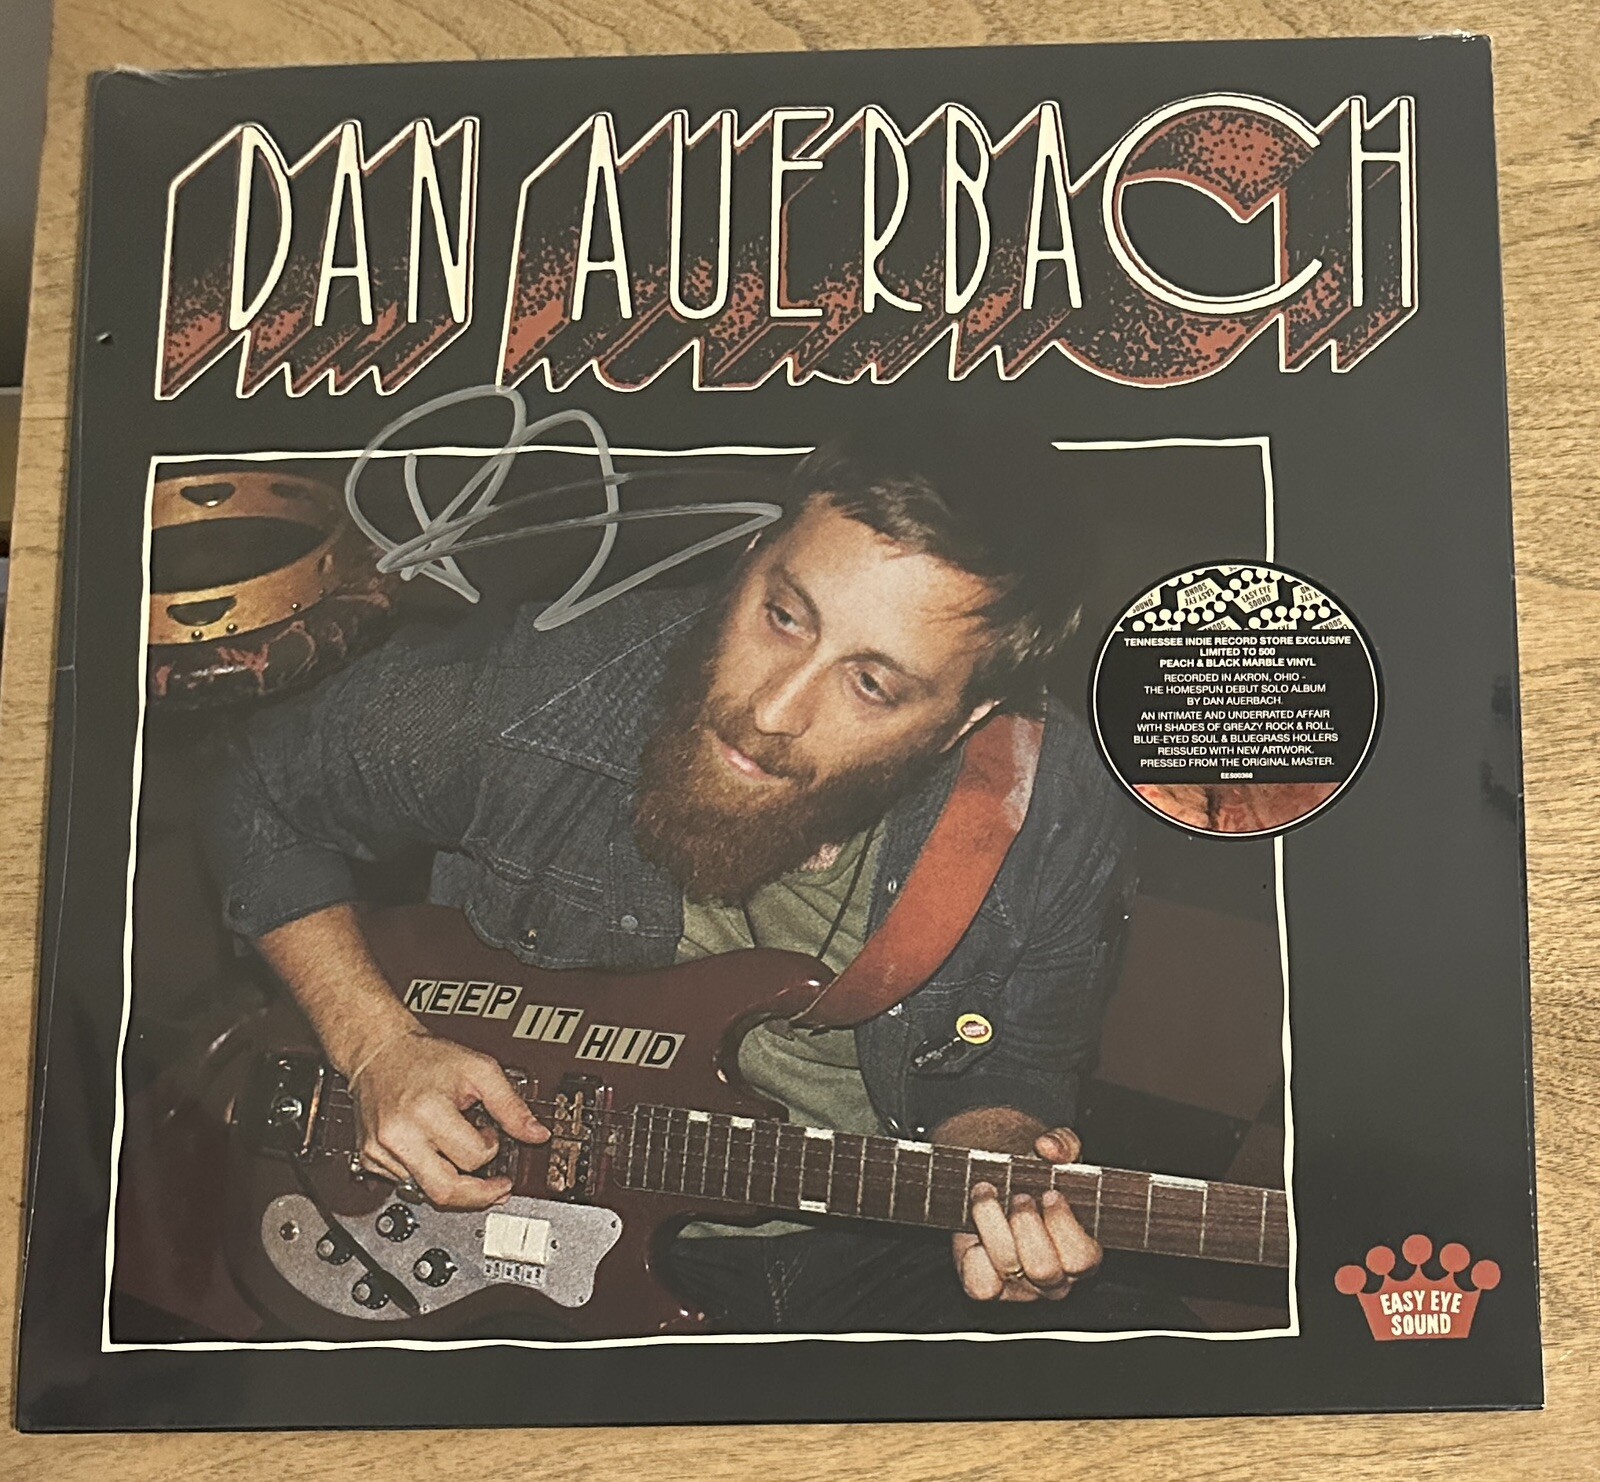 DAN AUERBACH
EASY EYE
SOUND
TENNESSEE INDIE RECORD STORE EXCLUSIVE
LIMITED TO 500
PEACH & BLACK MARBLE VINYL
RECORDED IN AKRON, OHIO -
THE HOMESPUN DEBUT SOLO ALBUM
BY DAN AUERBACH.
AN INTIMATE AND UNDERRATED AFFAIR
WITH SHADES OF GREAZY ROCK & ROLL,
BLUE-EYED SOUL & BLUEGRASS HOLLERS
REISSUED WITH NEW ARTWORK.
PRESSED FROM THE ORIGINAL MASTER.
KEEP IT HID
EASY EYE
SOUND